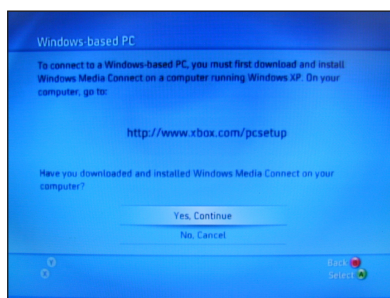 Windows-based PC
To connect to a Windows-based PC, you must first download and install
Windows Media Connect on a computer running Windows XP. On your
computer, go to:
http://www.xbox.com/pcsetup
Have you downloaded and installed Windows Media Connect on your
computer?
Yes, Continue
No, Cancel
Y
X
Back B
Select A